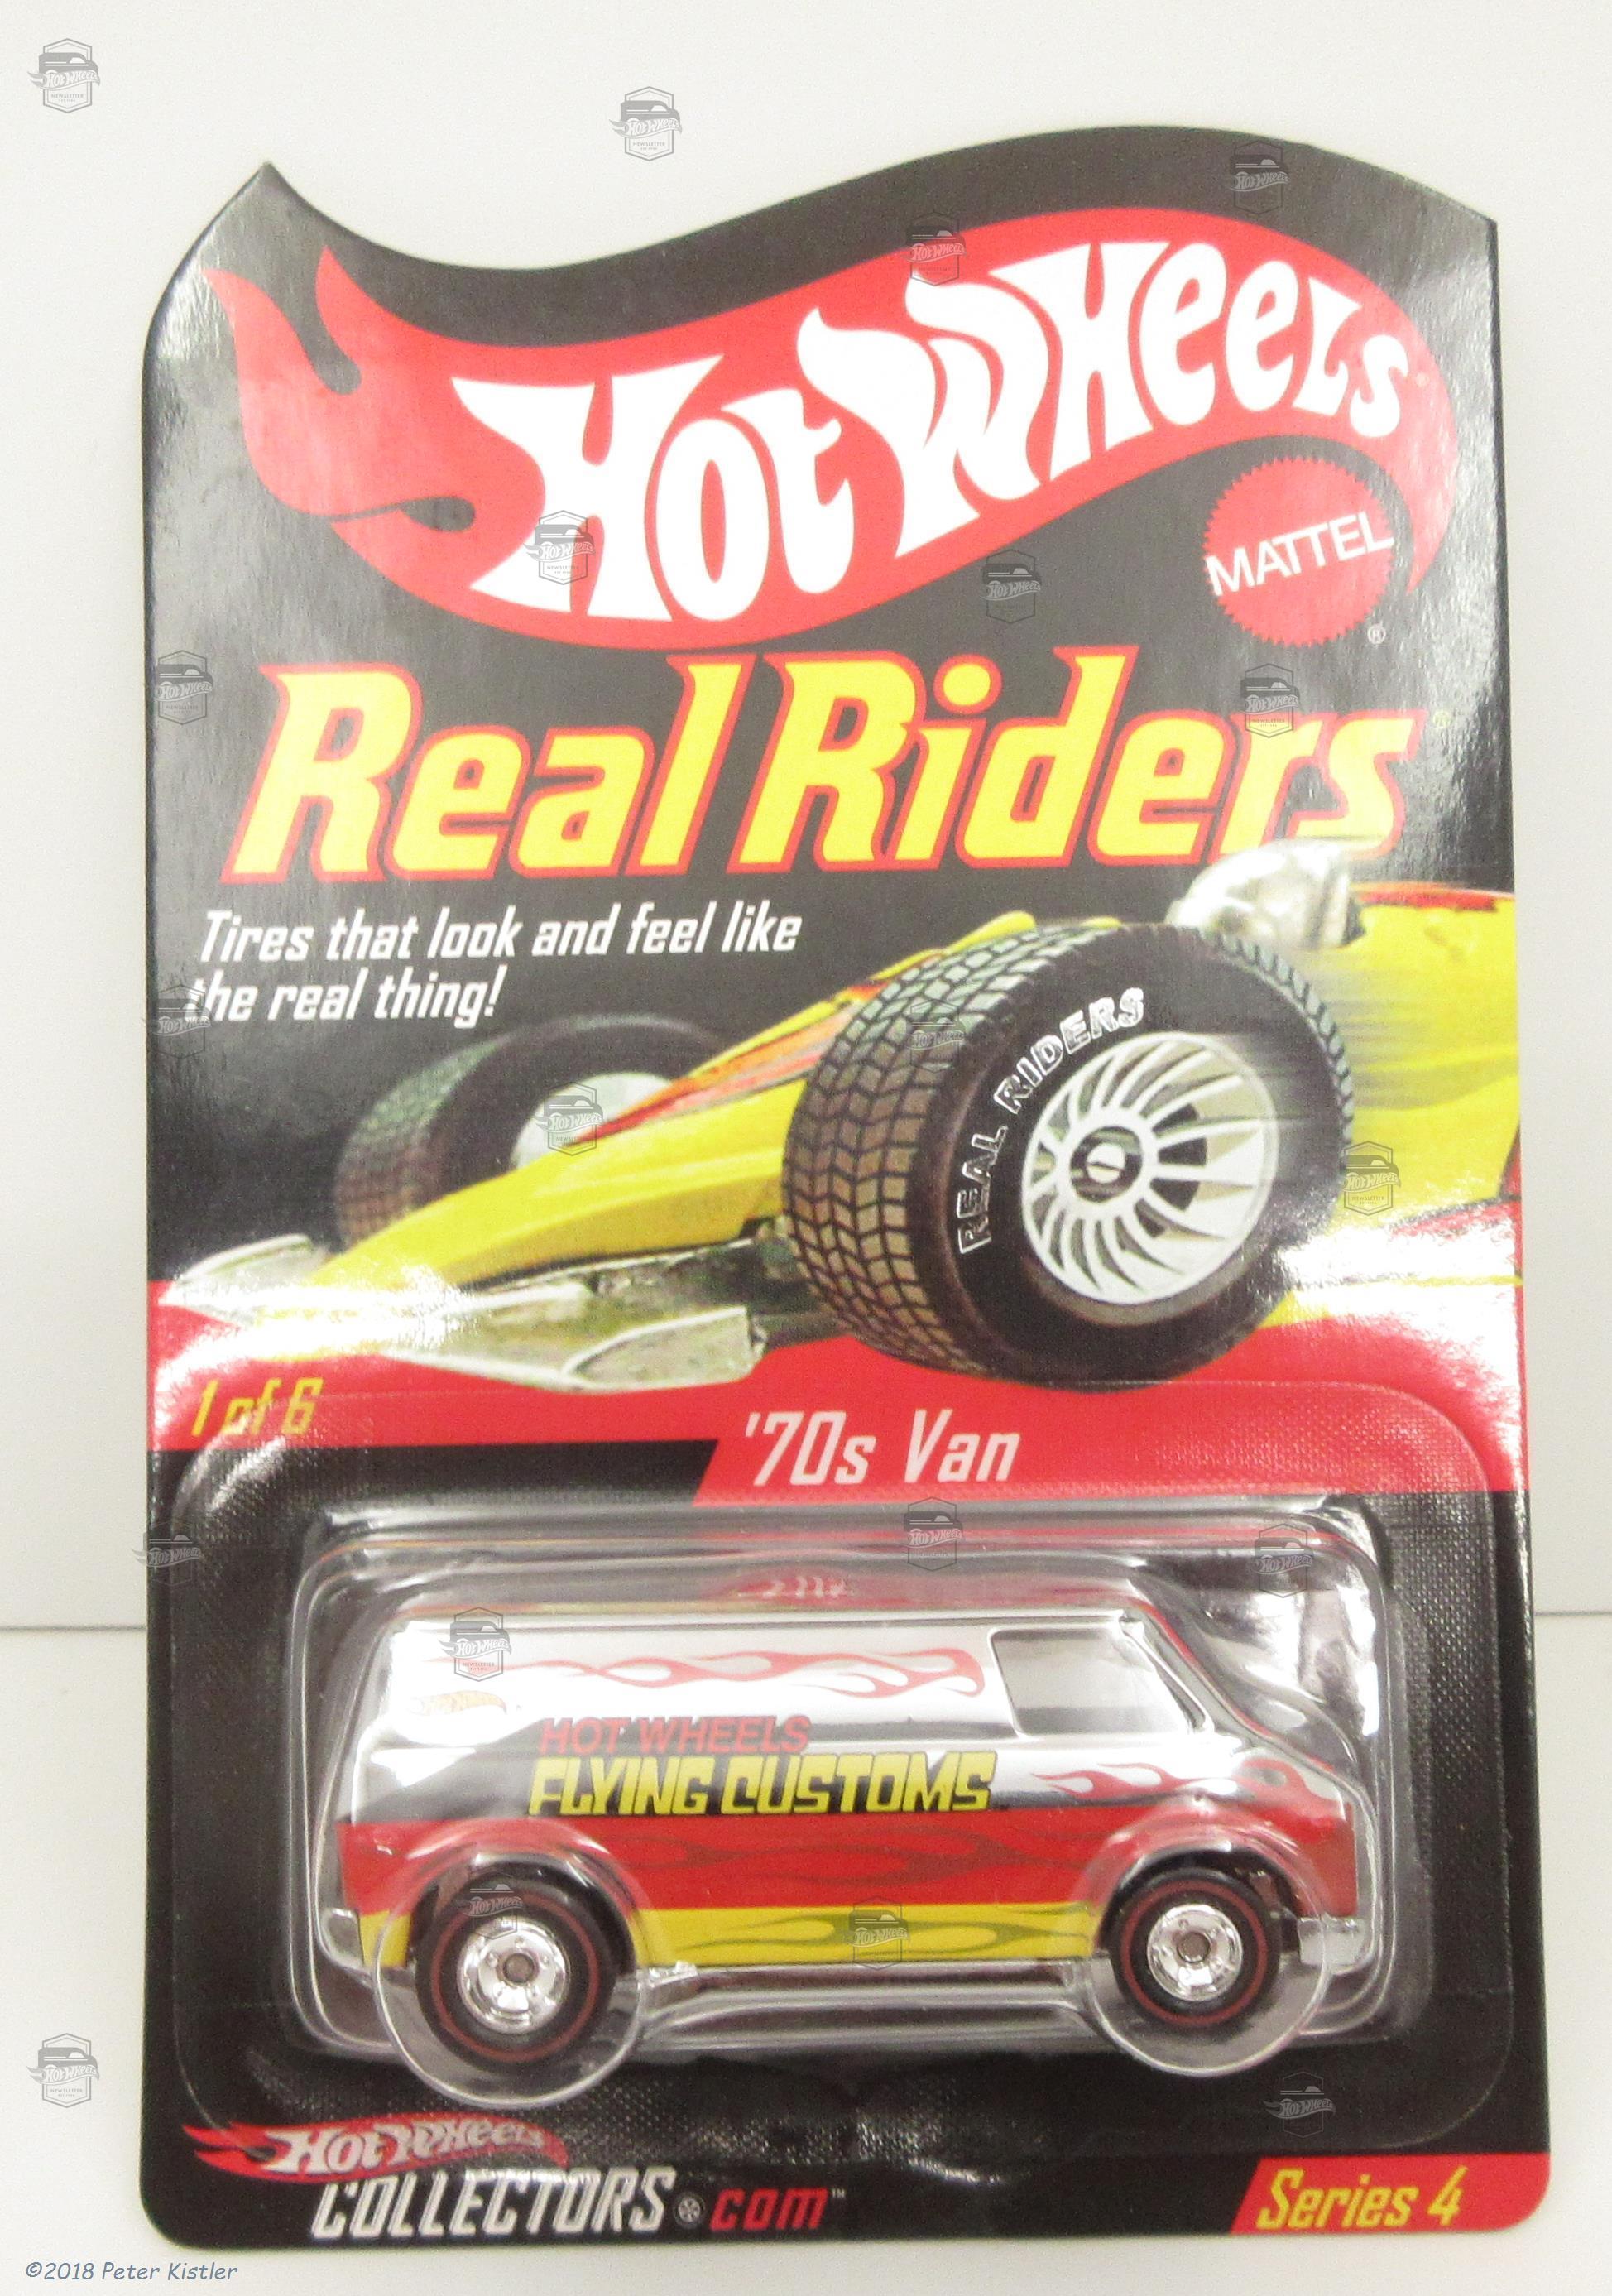 Hot Wheels
MATTEL
®
Real Riders
Tires that look and feel like
the real thing!
REAL RIDERS
1 of 6
'70s Van
HOT WHEELS
FLYING CUSTOMS
Hot Wheels
COLLECTORS.com™
Series 4
©2018 Peter Kistler